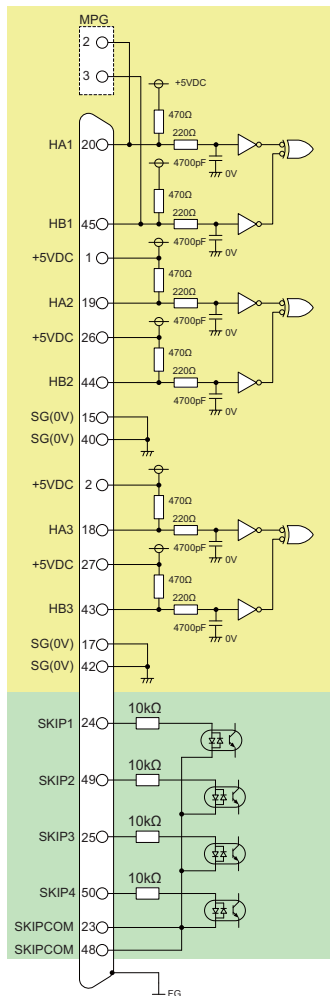 MPG
2
3
+5VDC
470Ω
220Ω
HA1 20
4700pF
0V
470Ω
220Ω
HB1 45
4700pF
0V
+5VDC 1
470Ω
220Ω
HA2 19
4700pF
0V
+5VDC 26
470Ω
220Ω
HB2 44
4700pF
0V
SG(0V) 15
SG(0V) 40
+5VDC 2
470Ω
220Ω
HA3 18
4700pF
0V
+5VDC 27
470Ω
220Ω
HB3 43
4700pF
0V
SG(0V) 17
SG(0V) 42
10kΩ
SKIP1 24
10kΩ
SKIP2 49
10kΩ
SKIP3 25
10kΩ
SKIP4 50
SKIPCOM 23
SKIPCOM 48
FG